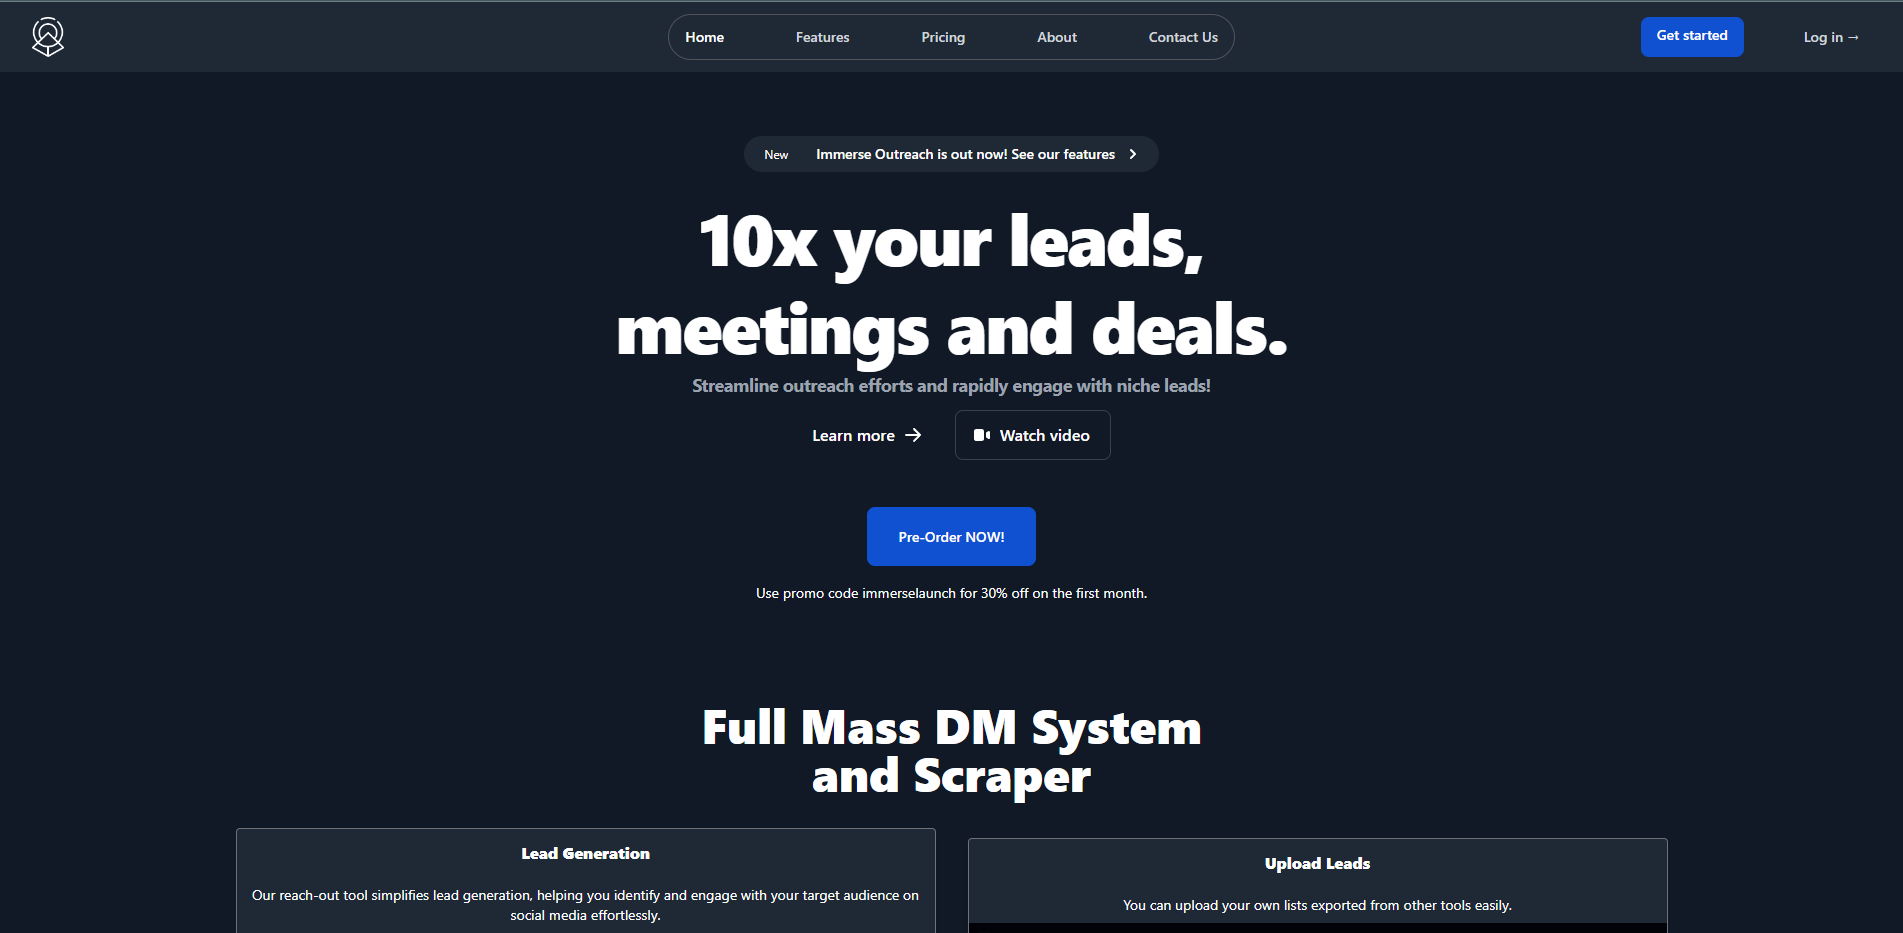 Home Features Pricing About Contact Us Get started Log in →
New Immerse Outreach is out now! See our features
10x your leads,
meetings and deals.
Streamline outreach efforts and rapidly engage with niche leads!
Learn more Watch video
Pre-Order NOW!
Use promo code immerselaunch for 30% off on the first month.
Full Mass DM System
and Scraper
Lead Generation
Our reach-out tool simplifies lead generation, helping you identify and engage with your target audience on
social media effortlessly.
Upload Leads
You can upload your own lists exported from other tools easily.